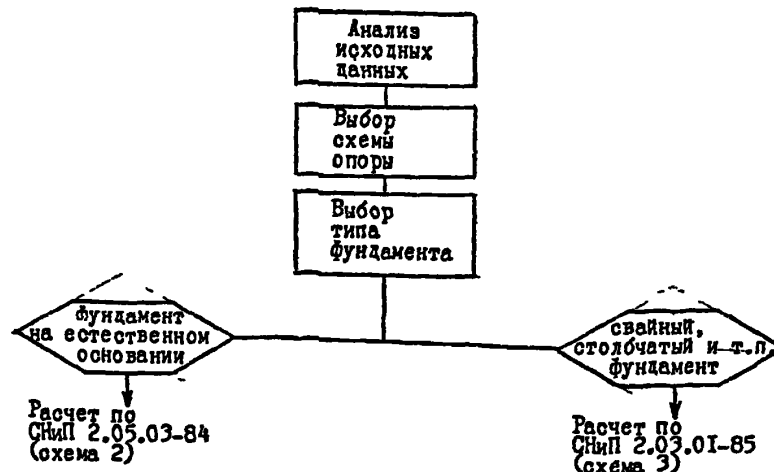 Анализ
исходных
данных
Выбор
схемы
опоры
Выбор
типа
фундамента
фундамент
на естественном
основании
свайный,
столбчатый и т.п.
фундамент
Расчет по
СНиП 2.05.03-84
(схема 2)
Расчет по
СНиП 2.03.01-85
(схема 3)